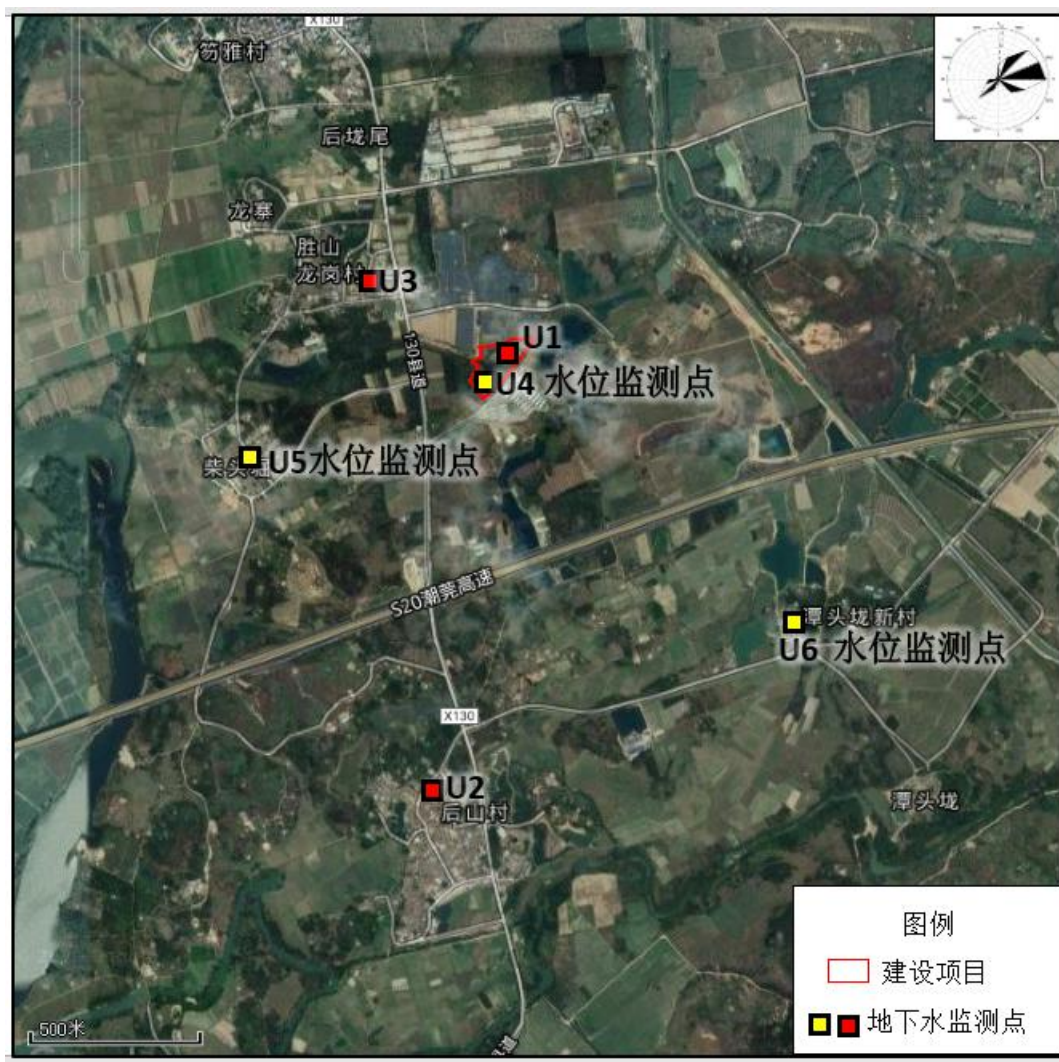 X130
笏雅村
后垅尾
龙寨
胜山
龙岗村
U3
130县道
U1
U4 水位监测点
U5水位监测点
柴头
S20潮莞高速
潭头垅新村
U6 水位监测点
X130
U2
后山村
潭头垅
图例
建设项目
地下水监测点
500米
道